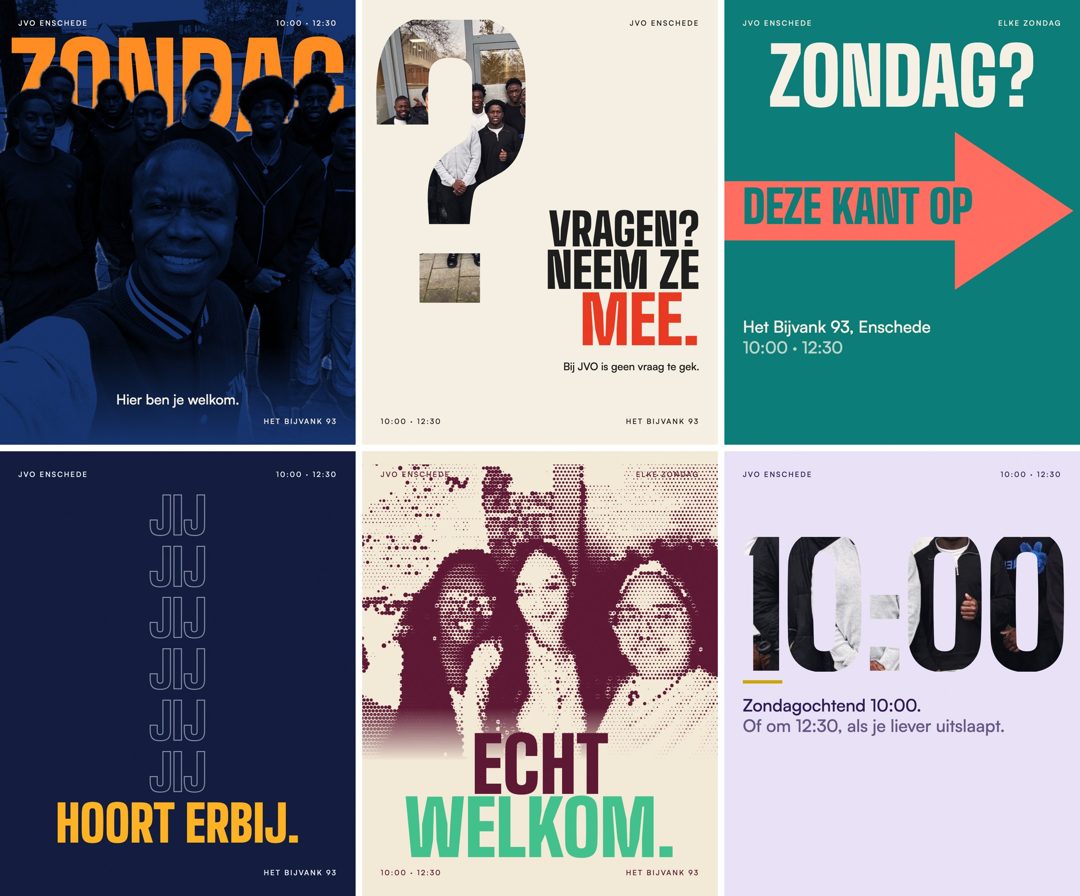 JVO ENSCHEDE
10:00 · 12:30
ZONDAG
Hier ben je welkom.
HET BIJVANK 93
JVO ENSCHEDE
VRAGEN?
NEEM ZE
MEE.
Bij JVO is geen vraag te gek.
10:00 · 12:30
HET BIJVANK 93
JVO ENSCHEDE
ELKE ZONDAG
ZONDAG?
DEZE KANT OP
Het Bijvank 93, Enschede
10:00 · 12:30
JVO ENSCHEDE
10:00 · 12:30
JIJ
JIJ
JIJ
JIJ
JIJ
JIJ
HOORT ERBIJ.
HET BIJVANK 93
JVO ENSCHEDE
ELKE ZONDAG
ECHT
WELKOM.
10:00 · 12:30
HET BIJVANK 93
JVO ENSCHEDE
10:00 · 12:30
10:00
Zondagochtend 10:00.
Of om 12:30, als je liever uitslaapt.